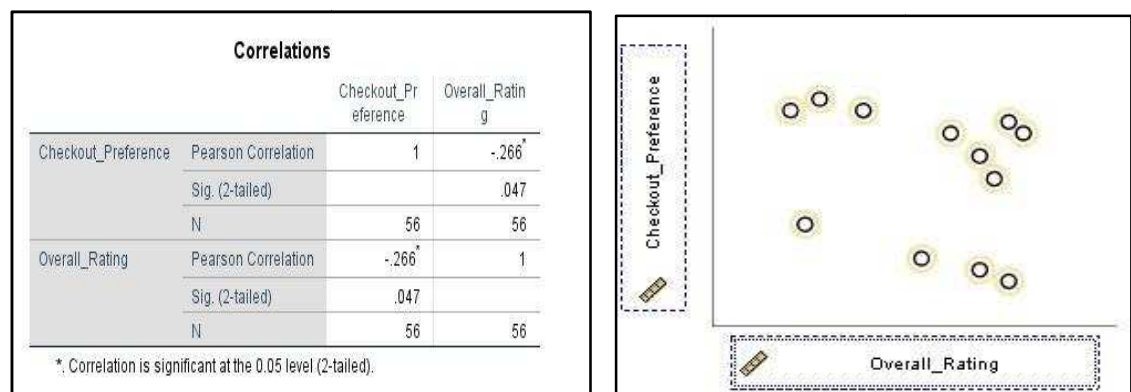 Correlations
Checkout_Pr
eference
Overall_Ratin
g
Checkout_Preference Pearson Correlation 1 -.266*
Sig. (2-tailed) .047
N 56 56
Overall_Rating Pearson Correlation -.266* 1
Sig. (2-tailed) .047
N 56 56
*. Correlation is significant at the 0.05 level (2-tailed).
Checkout_Preference
Overall_Rating